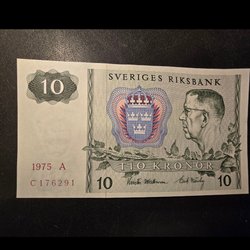 SVERIGES RIKSBANK
10
1975 A
C176291
TIO KRONOR
10
10